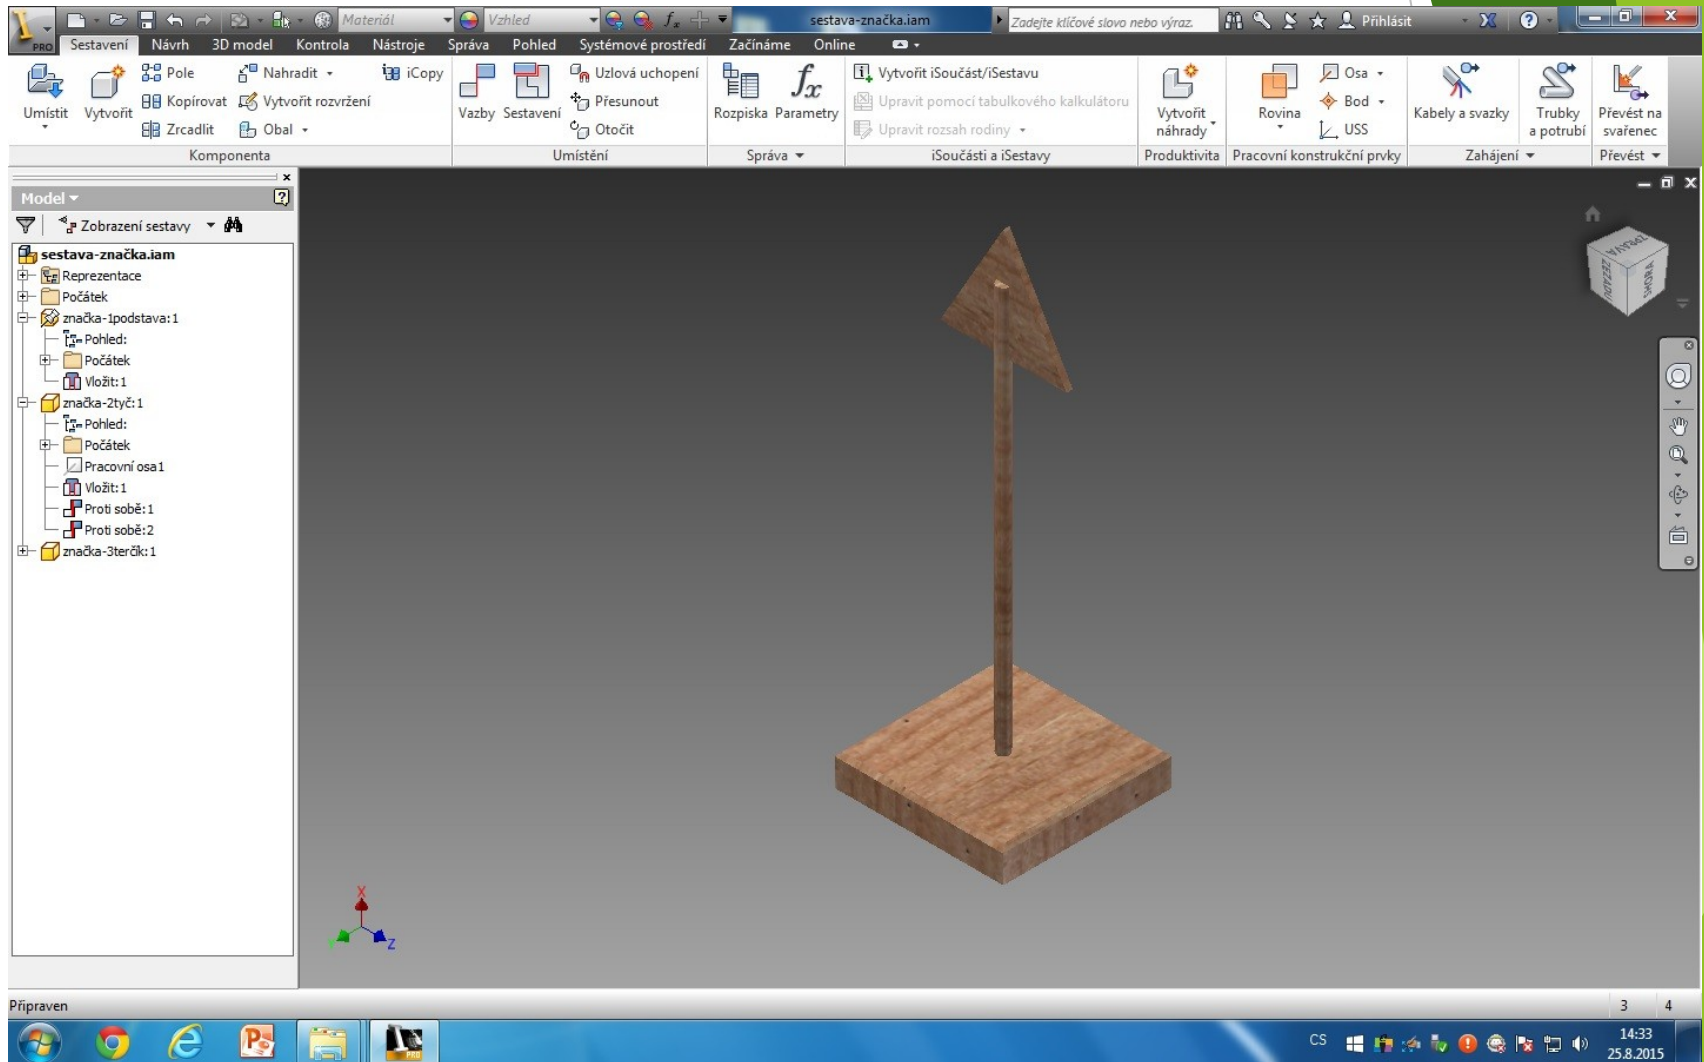 Materiál Vzhled sestava-značka.iam Zadejte klíčové slovo nebo výraz. Přihlásit
PRO Sestavení Návrh 3D model Kontrola Nástroje Správa Pohled Systémové prostředí Začínáme Online
Pole Nahradit iCopy Uzlová uchopení Vytvořit iSoučást/iSestavu Osa
Umístit Vytvořit Kopírovat Vytvořit rozvržení Vazby Sestavení Přesunout Rozpiska Parametry Upravit pomocí tabulkového kalkulátoru Vytvořit náhrady Rovina Bod Kabely a svazky Trubky a potrubí Převést na svařenec
Zrcadlit Obal Otočit Upravit rozsah rodiny USS
Komponenta Umístění Správa iSoučásti a iSestavy Produktivita Pracovní konstrukční prvky Zahájení Převést
Model
Zobrazení sestavy
sestava-značka.iam
Reprezentace
Počátek
značka-1podstava:1
Pohled:
Počátek
Vložit:1
značka-2tyč:1
Pohled:
Počátek
Pracovní osa1
Vložit:1
Proti sobě:1
Proti sobě:2
značka-3terčík:1
ZPRAVA
ZEZADU
SHORA
X
Y
Z
Připraven 3 4
CS 14:33
25.8.2015